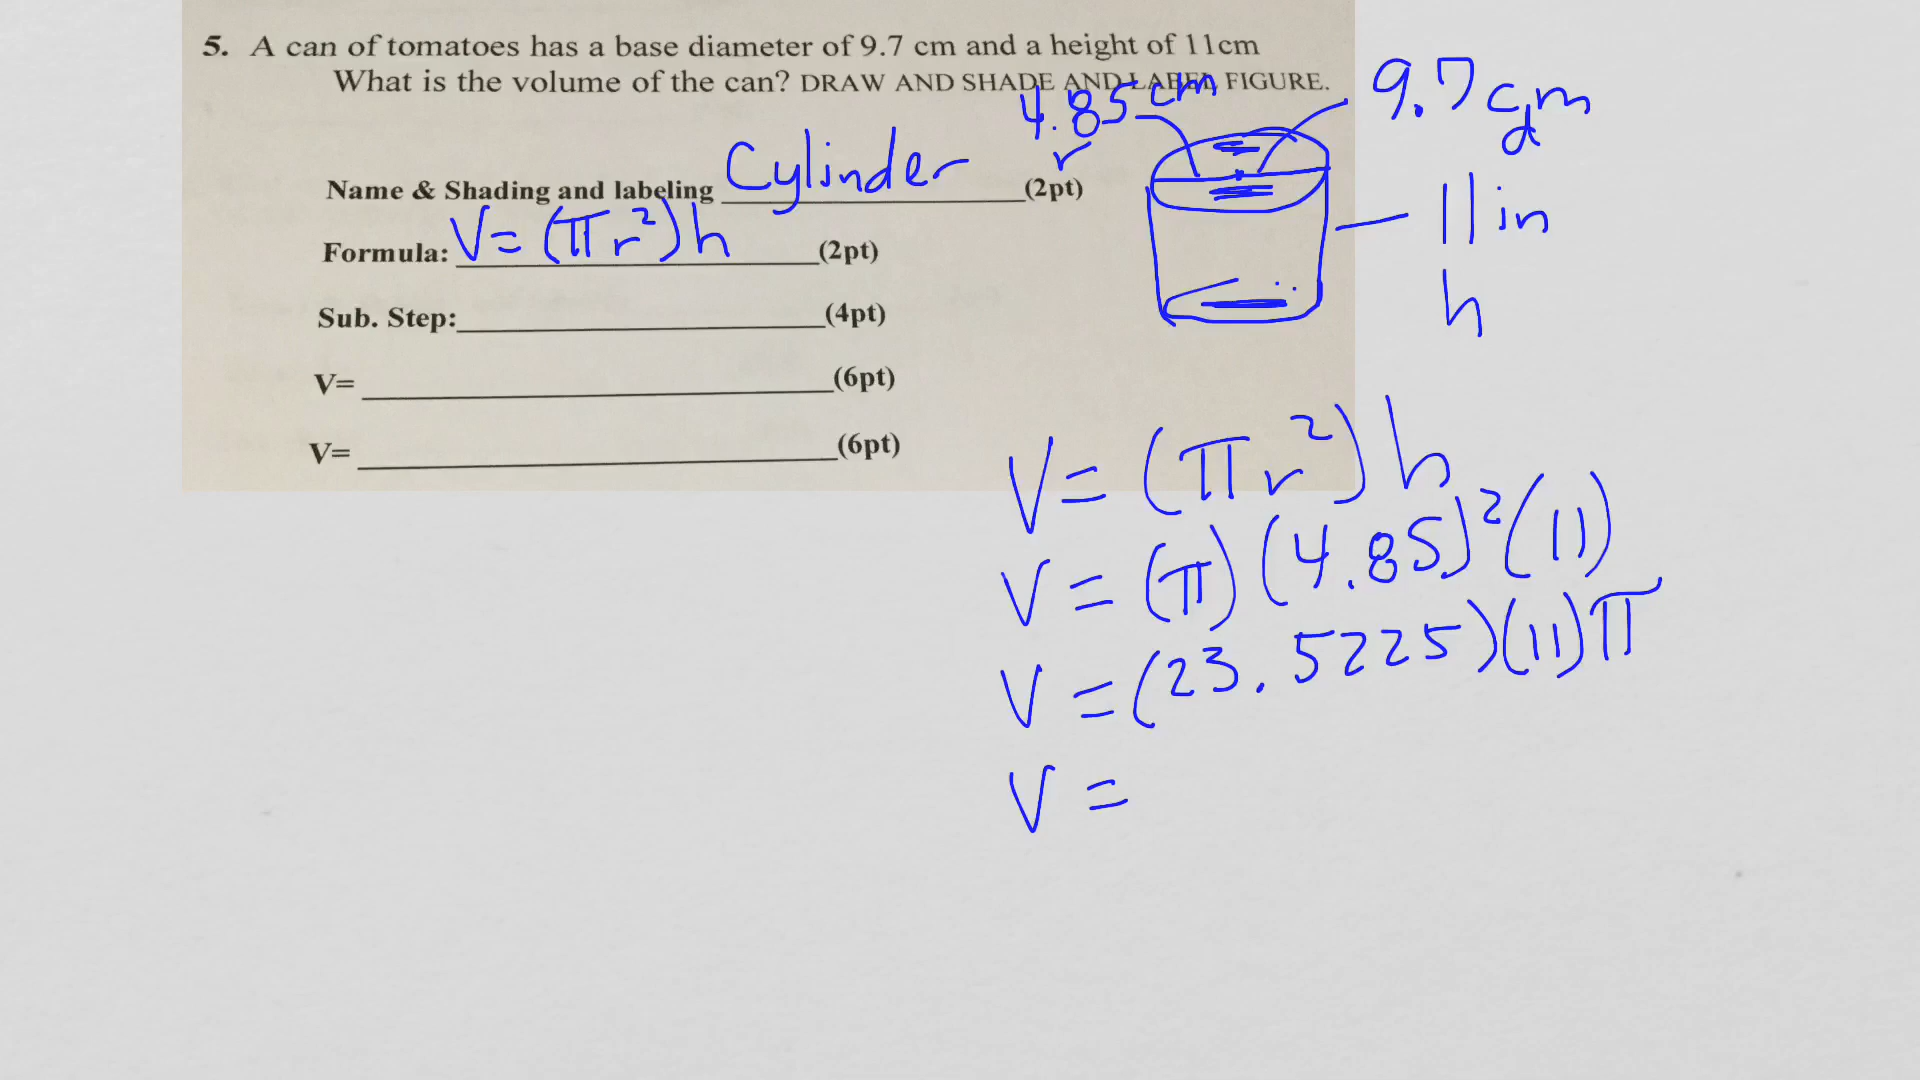 5. A can of tomatoes has a base diameter of 9.7 cm and a height of 11cm
What is the volume of the can? DRAW AND SHADE AND LABEL FIGURE.
4.85 cm
r
9.7 cm
d
11 in
h
Name & Shading and labeling Cylinder (2pt)
Formula: V= (πr²)h (2pt)
Sub. Step: (4pt)
V= (6pt)
V= (6pt)
V= (πr²)h
V = (π)(4.85)²(11)
V = (23.5225)(11)π
V =